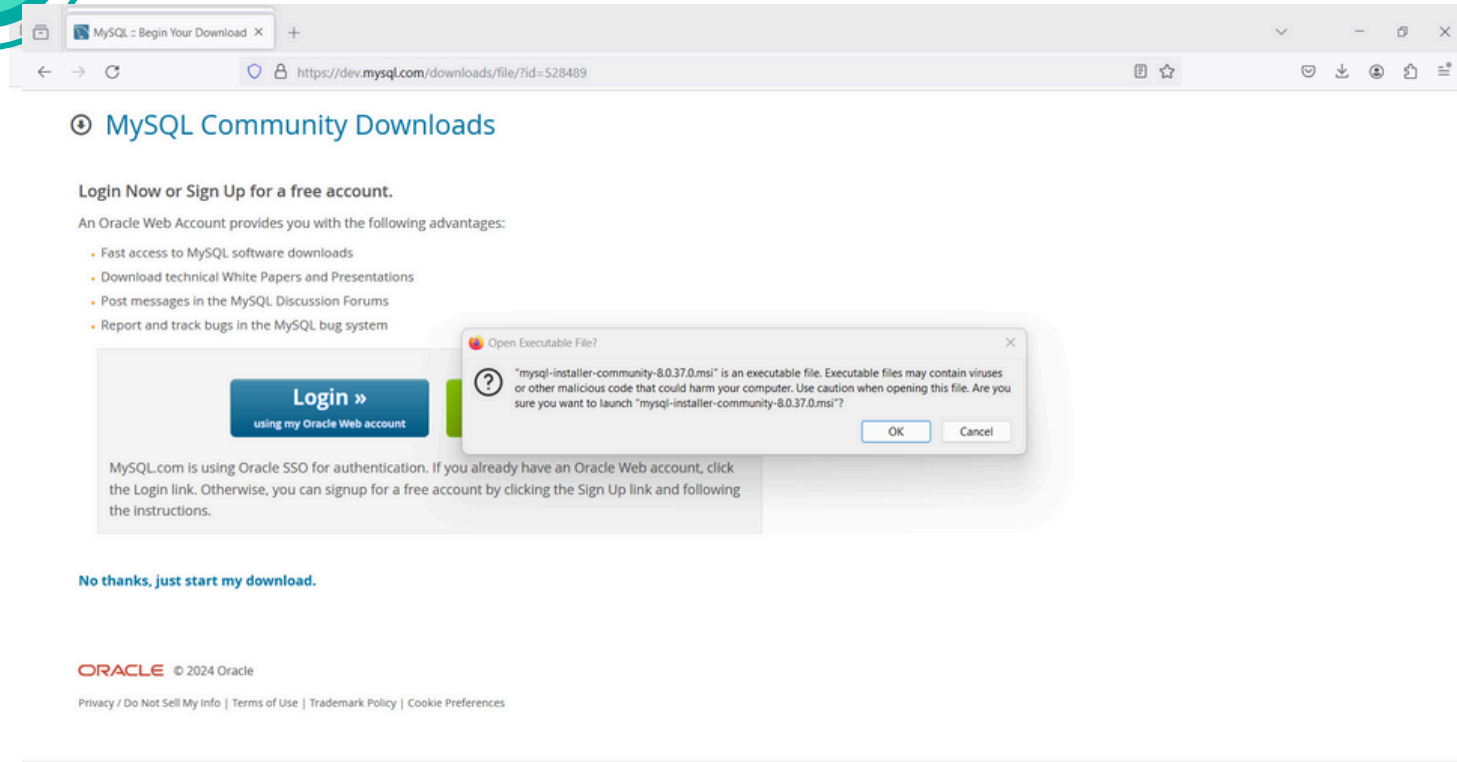 MySQL :: Begin Your Download
https://dev.mysql.com/downloads/file/?id=528489
MySQL Community Downloads
Login Now or Sign Up for a free account.
An Oracle Web Account provides you with the following advantages:
Fast access to MySQL software downloads
Download technical White Papers and Presentations
Post messages in the MySQL Discussion Forums
Report and track bugs in the MySQL bug system
Open Executable File?
"mysql-installer-community-8.0.37.0.msi" is an executable file. Executable files may contain viruses
or other malicious code that could harm your computer. Use caution when opening this file. Are you
sure you want to launch "mysql-installer-community-8.0.37.0.msi"?
OK
Cancel
Login »
using my Oracle Web account
MySQL.com is using Oracle SSO for authentication. If you already have an Oracle Web account, click
the Login link. Otherwise, you can signup for a free account by clicking the Sign Up link and following
the instructions.
No thanks, just start my download.
ORACLE © 2024 Oracle
Privacy / Do Not Sell My Info | Terms of Use | Trademark Policy | Cookie Preferences